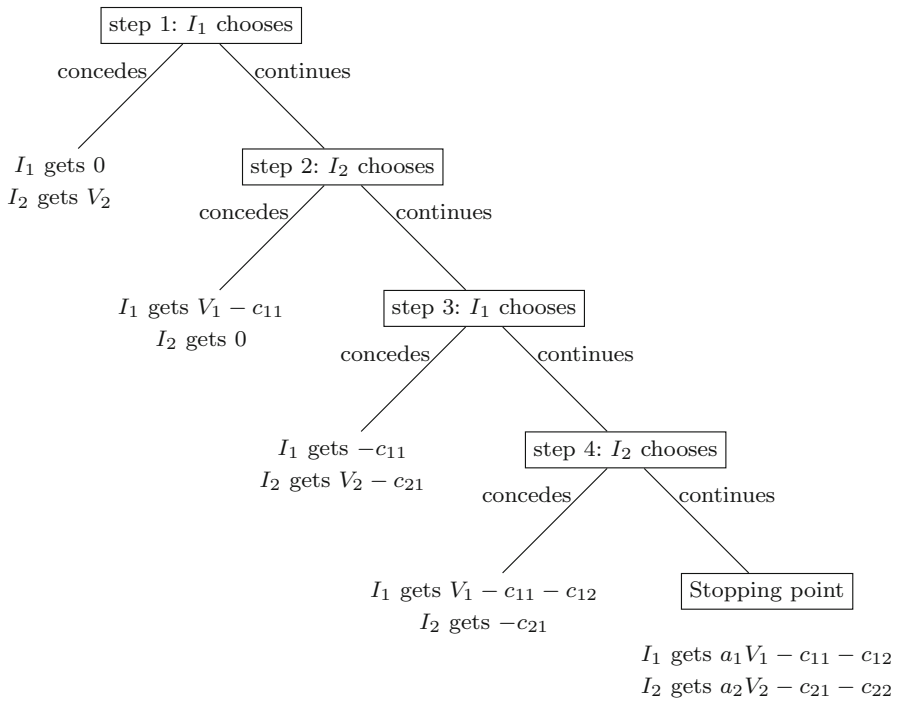 step 1: I₁ chooses
concedes
continues
I₁ gets 0
I₂ gets V₂
step 2: I₂ chooses
concedes
continues
I₁ gets V₁ − c₁₁
I₂ gets 0
step 3: I₁ chooses
concedes
continues
I₁ gets −c₁₁
I₂ gets V₂ − c₂₁
step 4: I₂ chooses
concedes
continues
I₁ gets V₁ − c₁₁ − c₁₂
I₂ gets −c₂₁
Stopping point
I₁ gets a₁V₁ − c₁₁ − c₁₂
I₂ gets a₂V₂ − c₂₁ − c₂₂